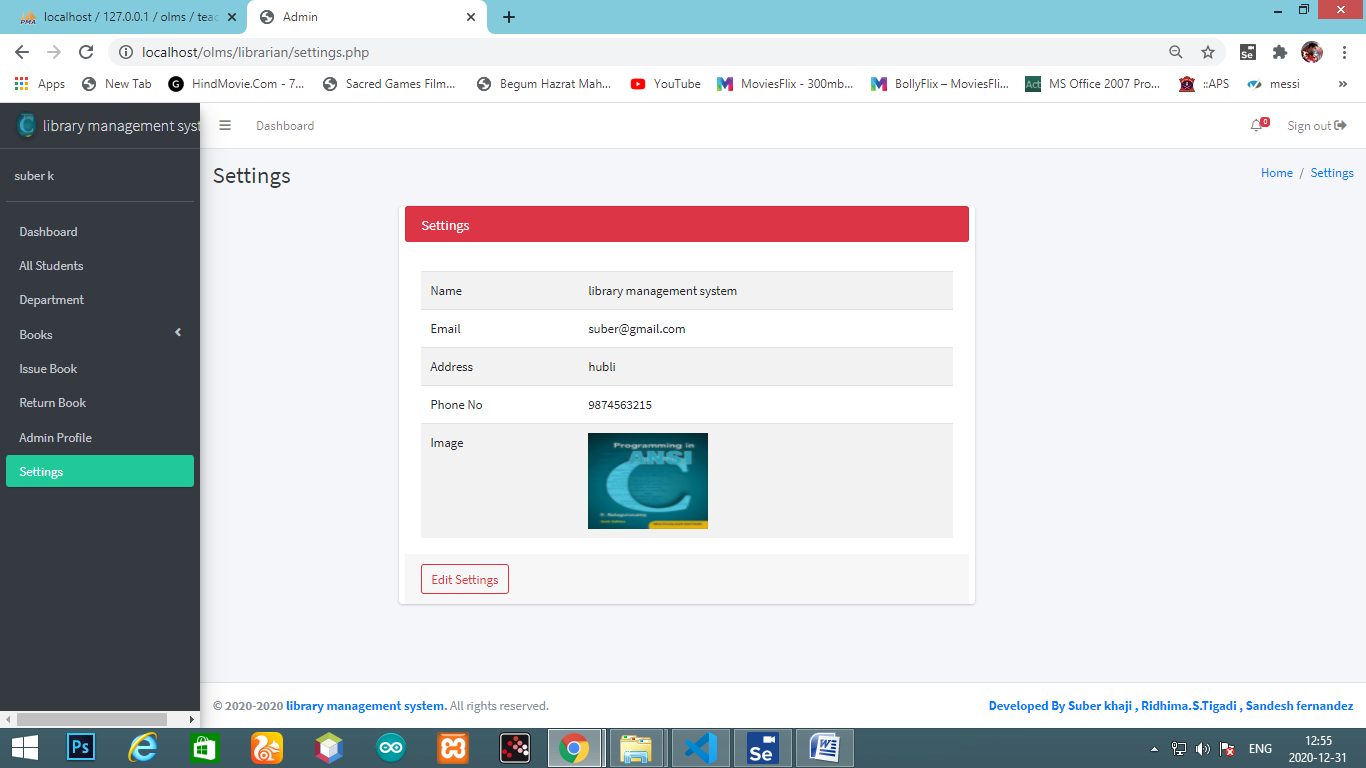 localhost / 127.0.0.1 / olms / teac
Admin
localhost/olms/librarian/settings.php
Apps
New Tab
HindMovie.Com - 7...
Sacred Games Film...
Begum Hazrat Mah...
YouTube
MoviesFlix - 300mb...
BollyFlix – MoviesFli...
Act
MS Office 2007 Pro...
::APS
messi
»
library management syst
Dashboard
0
Sign out
suber k
Settings
Home / Settings
Dashboard
All Students
Department
Books
Issue Book
Return Book
Admin Profile
Settings
Settings
Name library management system
Email suber@gmail.com
Address hubli
Phone No 9874563215
Image
Programming in
ANSI
C
Edit Settings
© 2020-2020 library management system. All rights reserved.
Developed By Suber khaji , Ridhima.S.Tigadi , Sandesh fernandez
Ps
Se
ENG
12:55
2020-12-31